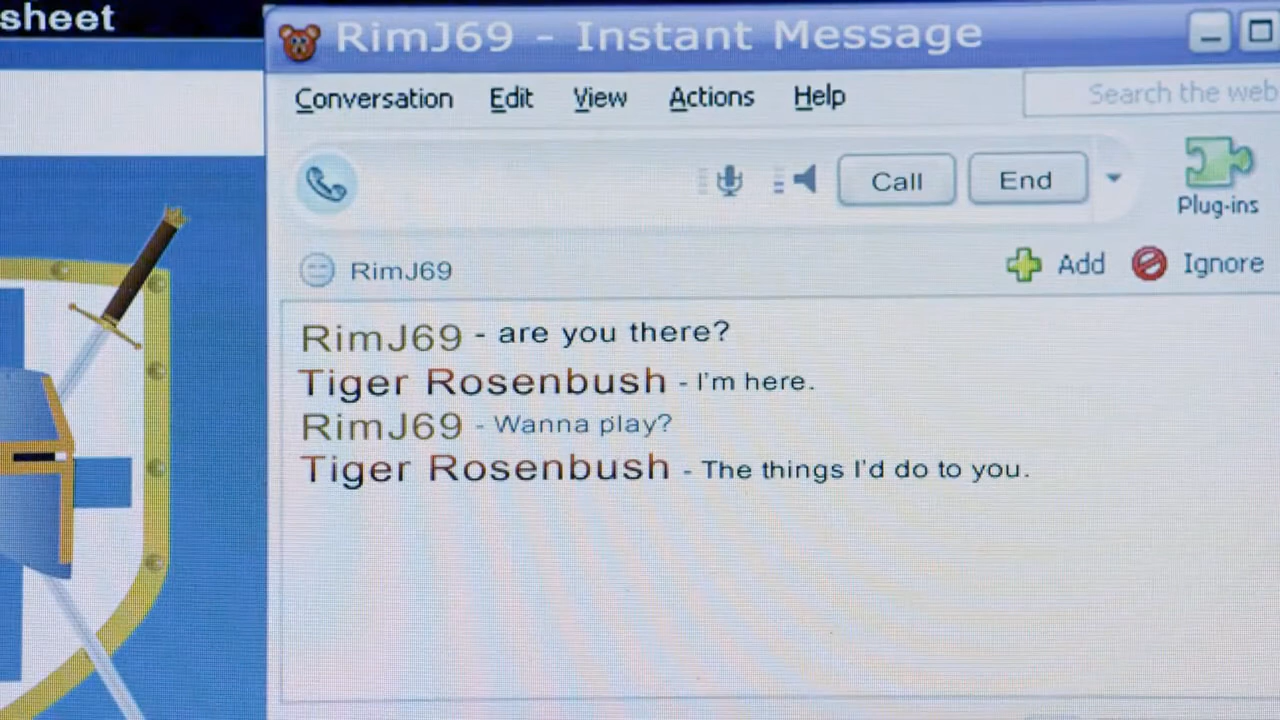 sheet
RimJ69 - Instant Message
Conversation Edit View Actions Help
Search the web
Call End
Plug-ins
RimJ69
Add Ignore
RimJ69 - are you there?
Tiger Rosenbush - I'm here.
RimJ69 - Wanna play?
Tiger Rosenbush - The things I'd do to you.